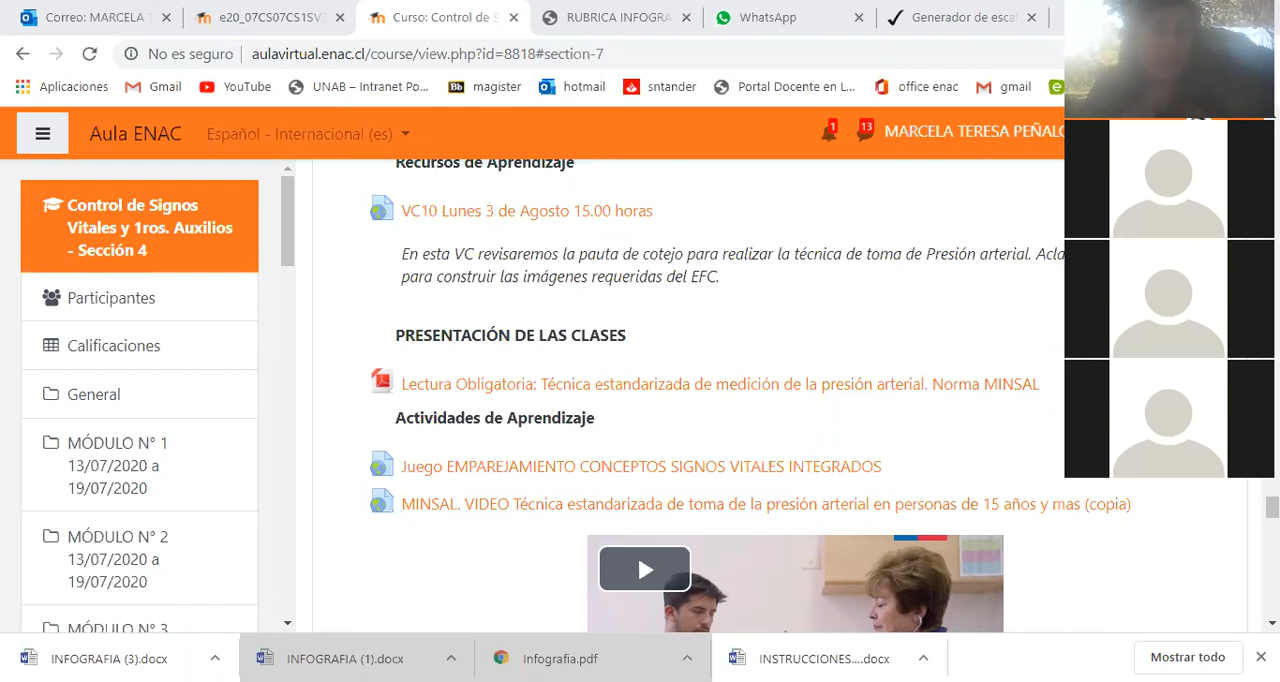 Correo: MARCELA T
e20_07CS07CS1SV
Curso: Control de S
RUBRICA INFOGRA
WhatsApp
Generador de esca
No es seguro
aulavirtual.enac.cl/course/view.php?id=8818#section-7
Aplicaciones
Gmail
YouTube
UNAB – Intranet Po...
Bb magister
hotmail
sntander
Portal Docente en L...
office enac
gmail
Aula ENAC
Español - Internacional (es)
1
13
MARCELA TERESA PEÑAL
Control de Signos
Vitales y 1ros. Auxilios
- Sección 4
Participantes
Calificaciones
General
MÓDULO N° 1
13/07/2020 a
19/07/2020
MÓDULO N° 2
13/07/2020 a
19/07/2020
MÓDULO N° 3
Recursos de Aprendizaje
VC10 Lunes 3 de Agosto 15.00 horas
En esta VC revisaremos la pauta de cotejo para realizar la técnica de toma de Presión arterial. Acla
para construir las imágenes requeridas del EFC.
PRESENTACIÓN DE LAS CLASES
Lectura Obligatoria: Técnica estandarizada de medición de la presión arterial. Norma MINSAL
Actividades de Aprendizaje
Juego EMPAREJAMIENTO CONCEPTOS SIGNOS VITALES INTEGRADOS
MINSAL. VIDEO Técnica estandarizada de toma de la presión arterial en personas de 15 años y mas (copia)
INFOGRAFIA (3).docx
INFOGRAFIA (1).docx
Infografia.pdf
INSTRUCCIONES....docx
Mostrar todo